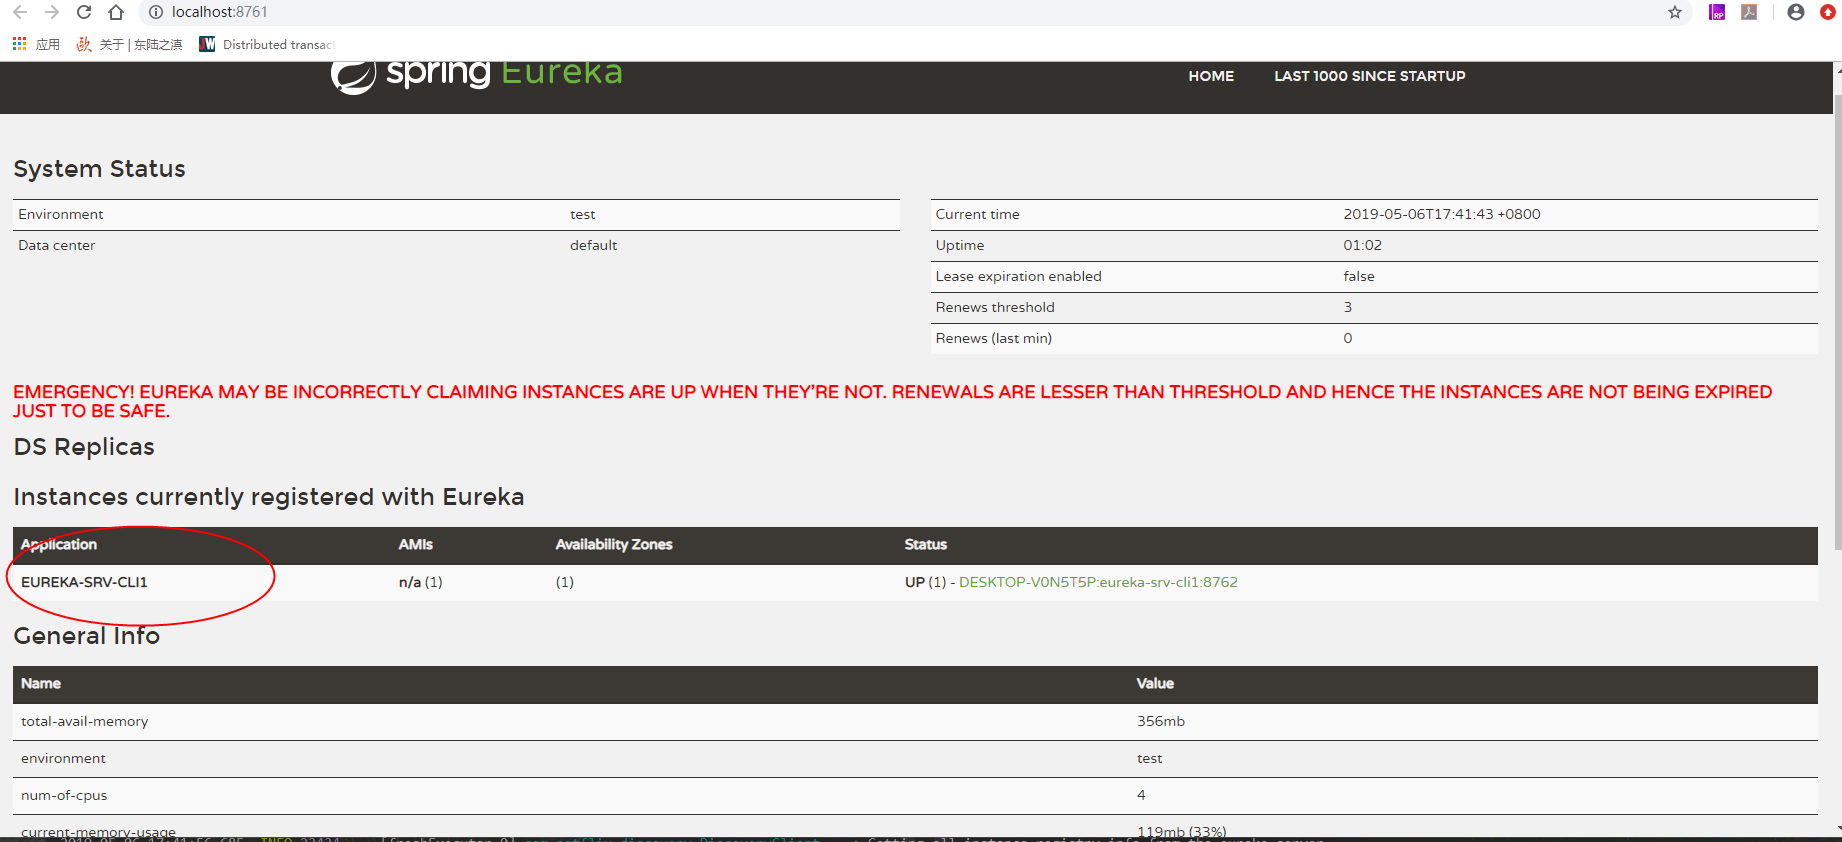 localhost:8761
应用 关于 | 东陆之滇 Distributed transact
spring Eureka HOME LAST 1000 SINCE STARTUP
System Status
Environment test Current time 2019-05-06T17:41:43 +0800
Data center default Uptime 01:02
Lease expiration enabled false
Renews threshold 3
Renews (last min) 0
EMERGENCY! EUREKA MAY BE INCORRECTLY CLAIMING INSTANCES ARE UP WHEN THEY'RE NOT. RENEWALS ARE LESSER THAN THRESHOLD AND HENCE THE INSTANCES ARE NOT BEING EXPIRED
JUST TO BE SAFE.
DS Replicas
Instances currently registered with Eureka
Application AMIs Availability Zones Status
EUREKA-SRV-CLI1 n/a (1) (1) UP (1) - DESKTOP-V0N5T5P:eureka-srv-cli1:8762
General Info
Name Value
total-avail-memory 356mb
environment test
num-of-cpus 4
current-memory-usage 119mb (33%)